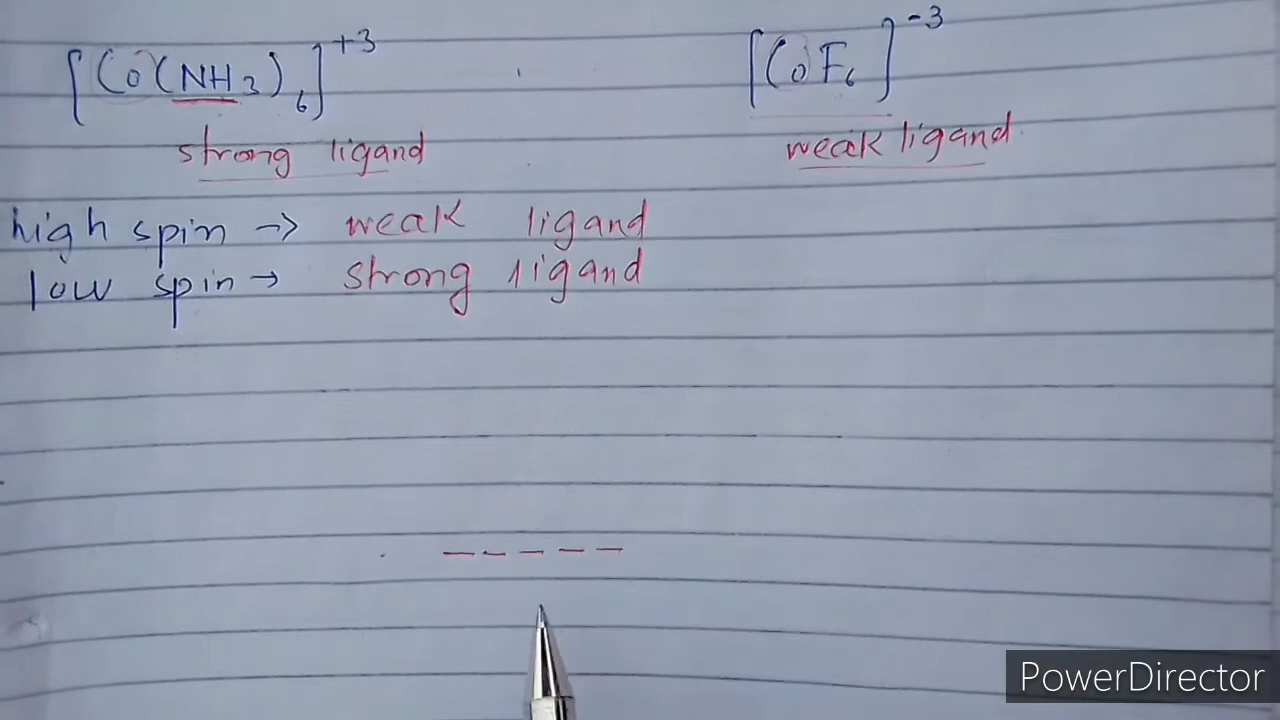 [Co(NH3)6]+3 [CoF6]-3
strong ligand weak ligand
high spin → weak ligand
low spin → strong ligand
PowerDirector